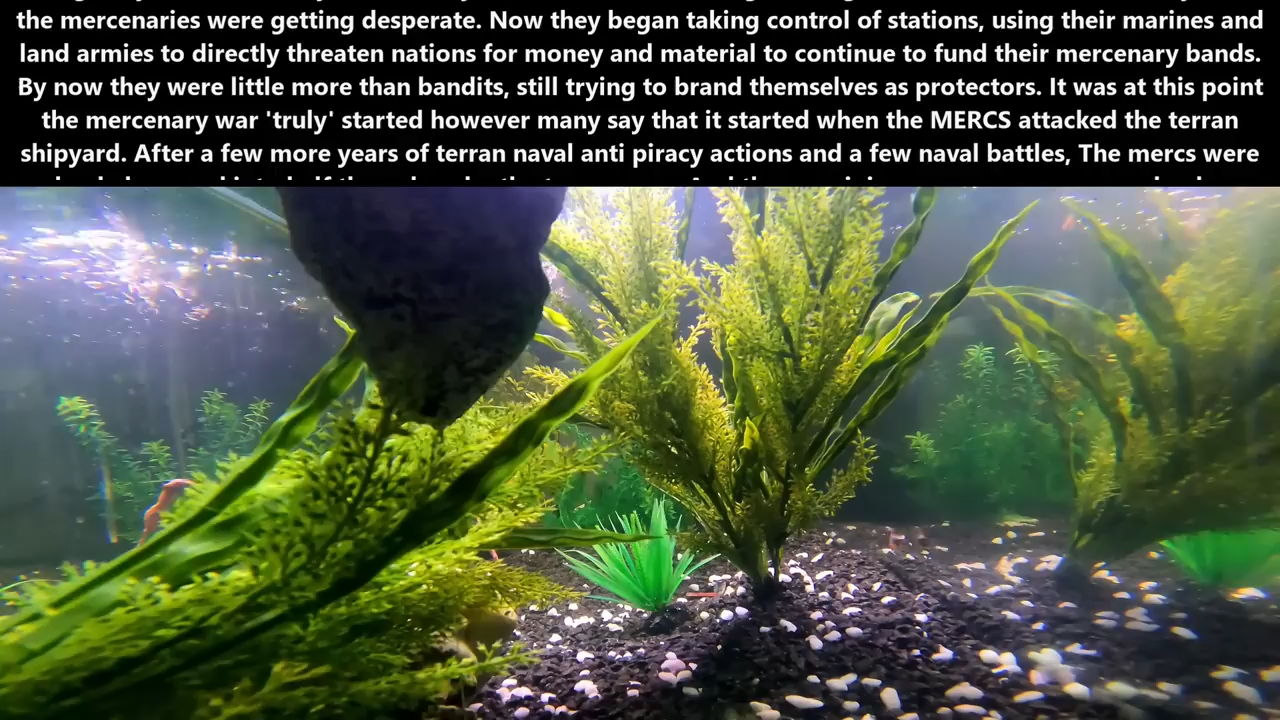 the mercenaries were getting desperate. Now they began taking control of stations, using their marines and
land armies to directly threaten nations for money and material to continue to fund their mercenary bands.
By now they were little more than bandits, still trying to brand themselves as protectors. It was at this point
the mercenary war 'truly' started however many say that it started when the MERCS attacked the terran
shipyard. After a few more years of terran naval anti piracy actions and a few naval battles, The mercs were